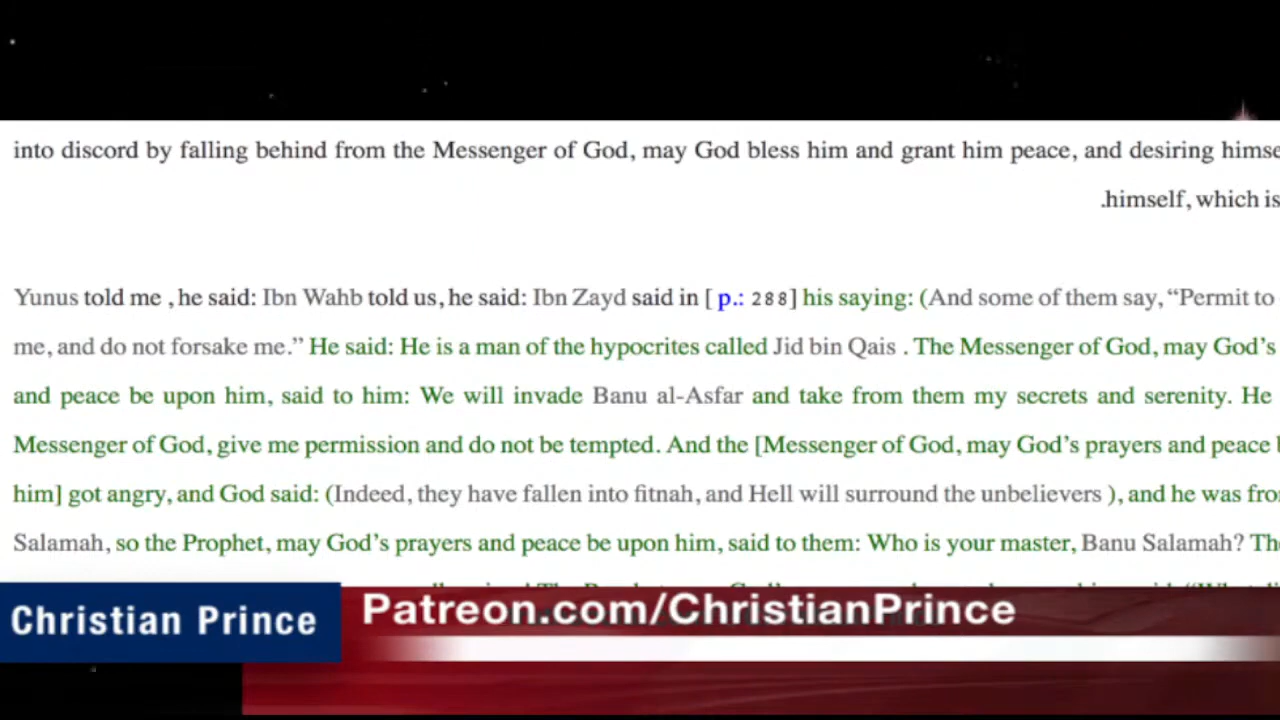 into discord by falling behind from the Messenger of God, may God bless him and grant him peace, and desiring
.himself, which is
Yunus told me , he said: Ibn Wahb told us, he said: Ibn Zayd said in [ p.: 288] his saying: (And some of them say, “Permit to
me, and do not forsake me.” He said: He is a man of the hypocrites called Jid bin Qais . The Messenger of God, may God’s
and peace be upon him, said to him: We will invade Banu al-Asfar and take from them my secrets and serenity. He
Messenger of God, give me permission and do not be tempted. And the [Messenger of God, may God’s prayers and peace
him] got angry, and God said: (Indeed, they have fallen into fitnah, and Hell will surround the unbelievers ), and he was
Salamah, so the Prophet, may God’s prayers and peace be upon him, said to them: Who is your master, Banu Salamah?
Christian Prince
Patreon.com/ChristianPrince